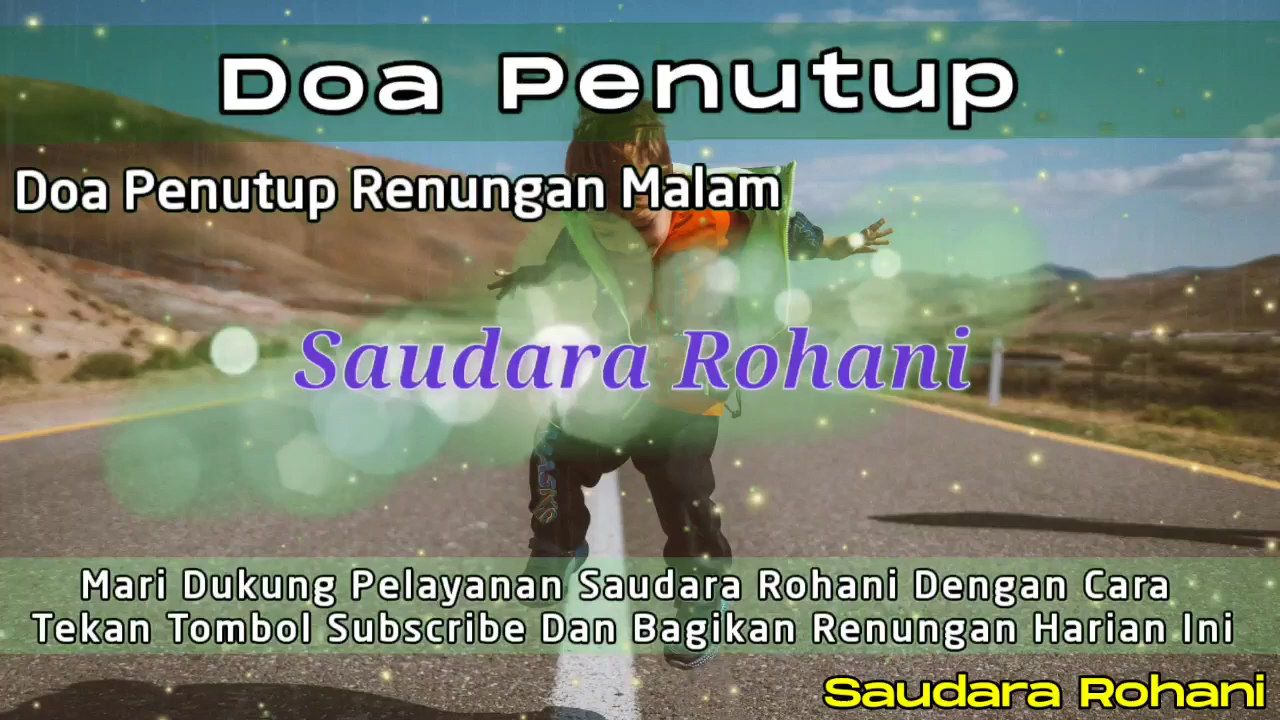 Doa Penutup
Doa Penutup Renungan Malam
Saudara Rohani
Mari Dukung Pelayanan Saudara Rohani Dengan Cara
Tekan Tombol Subscribe Dan Bagikan Renungan Harian Ini
Saudara Rohani